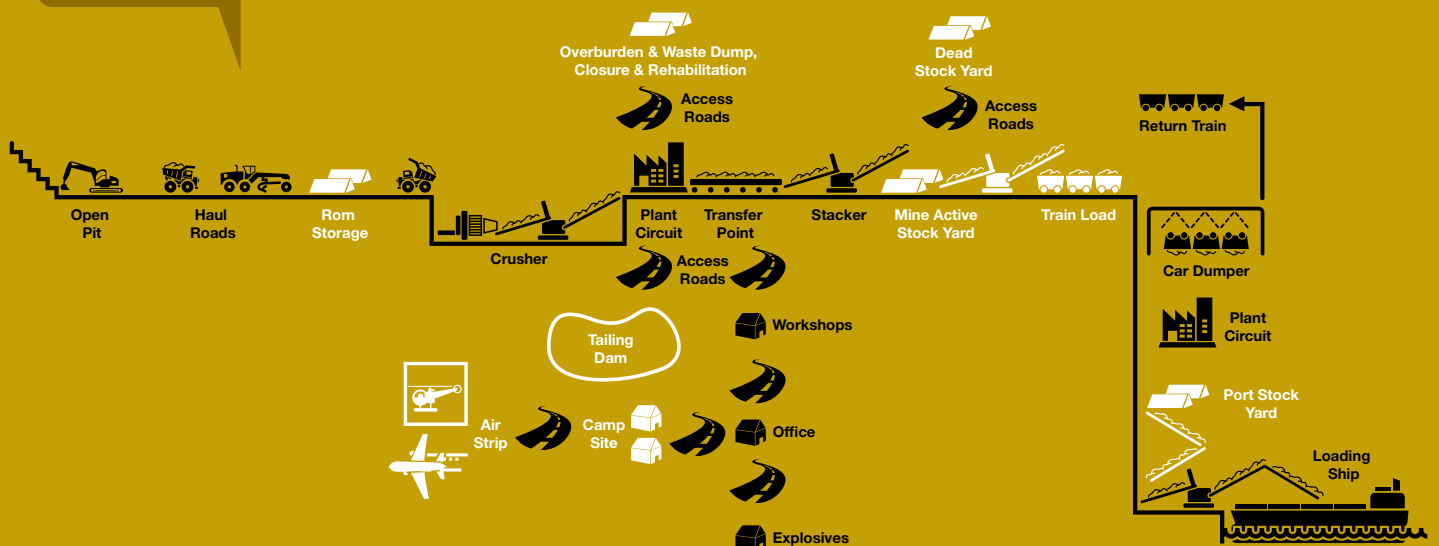 Overburden & Waste Dump,
Closure & Rehabilitation
Dead
Stock Yard
Access
Roads
Access
Roads
Return Train
Open
Pit
Haul
Roads
Rom
Storage
Crusher
Plant
Circuit
Transfer
Point
Stacker
Mine Active
Stock Yard
Train Load
Access
Roads
Car Dumper
Workshops
Plant
Circuit
Tailing
Dam
Port Stock
Yard
Air
Strip
Camp
Site
Office
Loading
Ship
Explosives